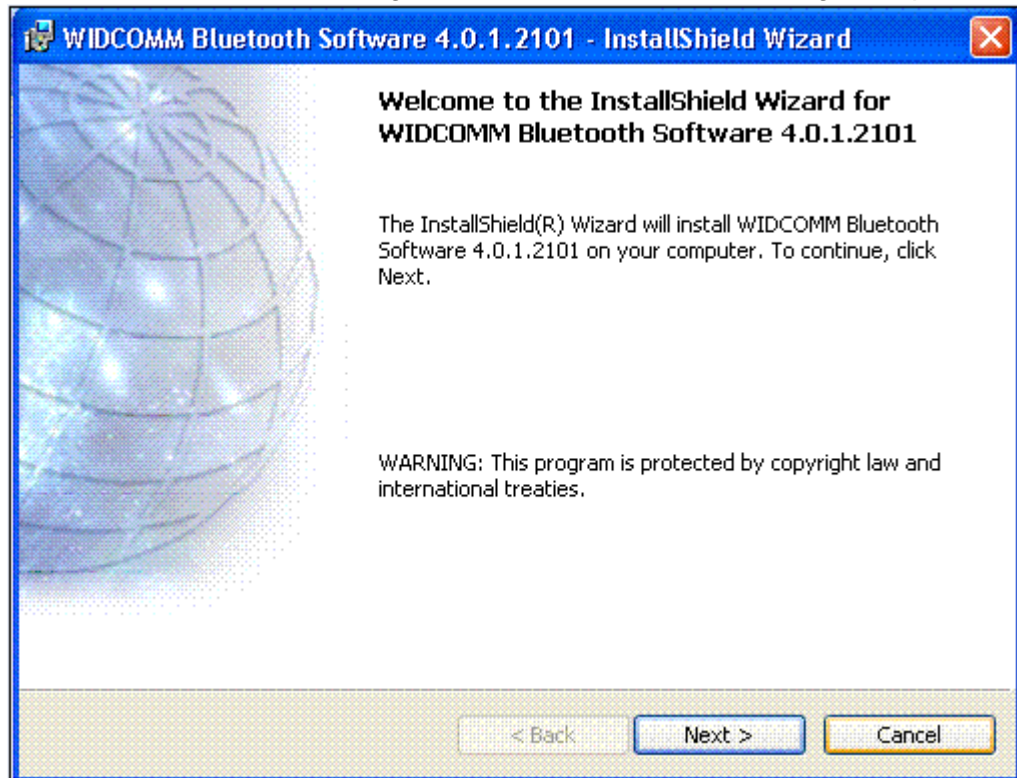 WIDCOMM Bluetooth Software 4.0.1.2101 - InstallShield Wizard
Welcome to the InstallShield Wizard for
WIDCOMM Bluetooth Software 4.0.1.2101
The InstallShield(R) Wizard will install WIDCOMM Bluetooth
Software 4.0.1.2101 on your computer. To continue, click
Next.
WARNING: This program is protected by copyright law and
international treaties.
< Back Next > Cancel